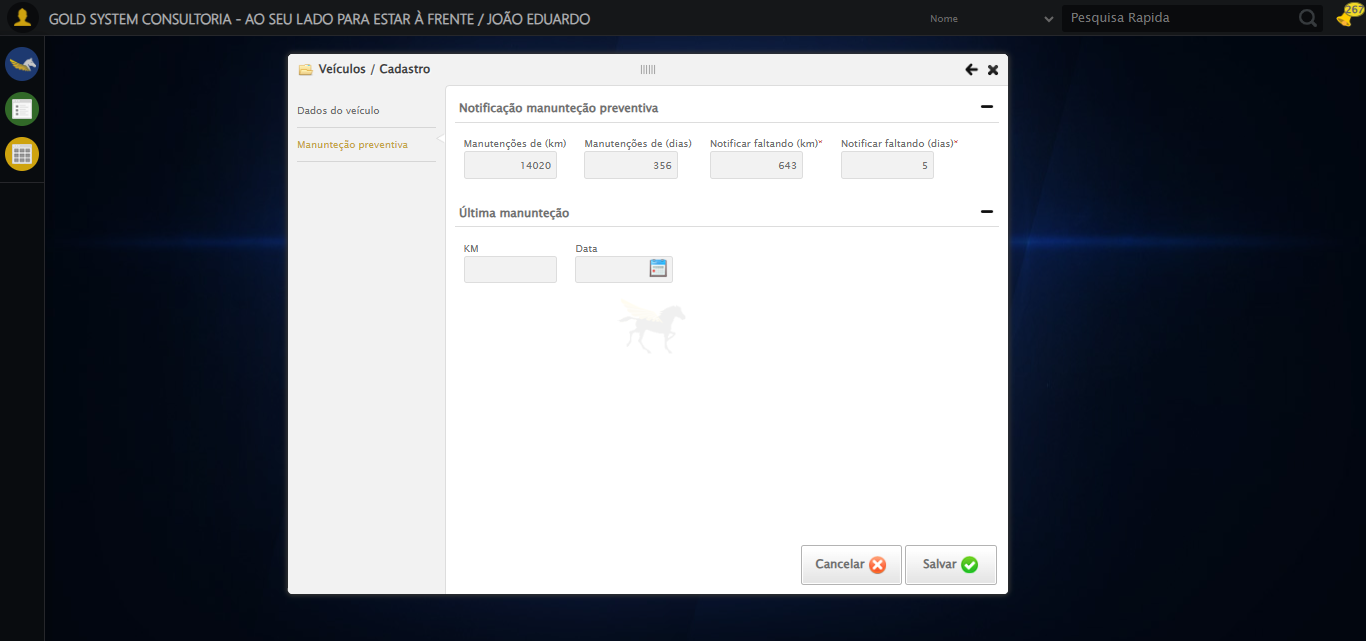 GOLD SYSTEM CONSULTORIA - AO SEU LADO PARA ESTAR À FRENTE / JOÃO EDUARDO
Nome
Pesquisa Rapida
267
Veículos / Cadastro
Dados do veículo
Manunteção preventiva
Notificação manunteção preventiva
Manutenções de (km) Manutenções de (dias) Notificar faltando (km)* Notificar faltando (dias)*
14020 356 643 5
Última manunteção
KM Data
Cancelar Salvar